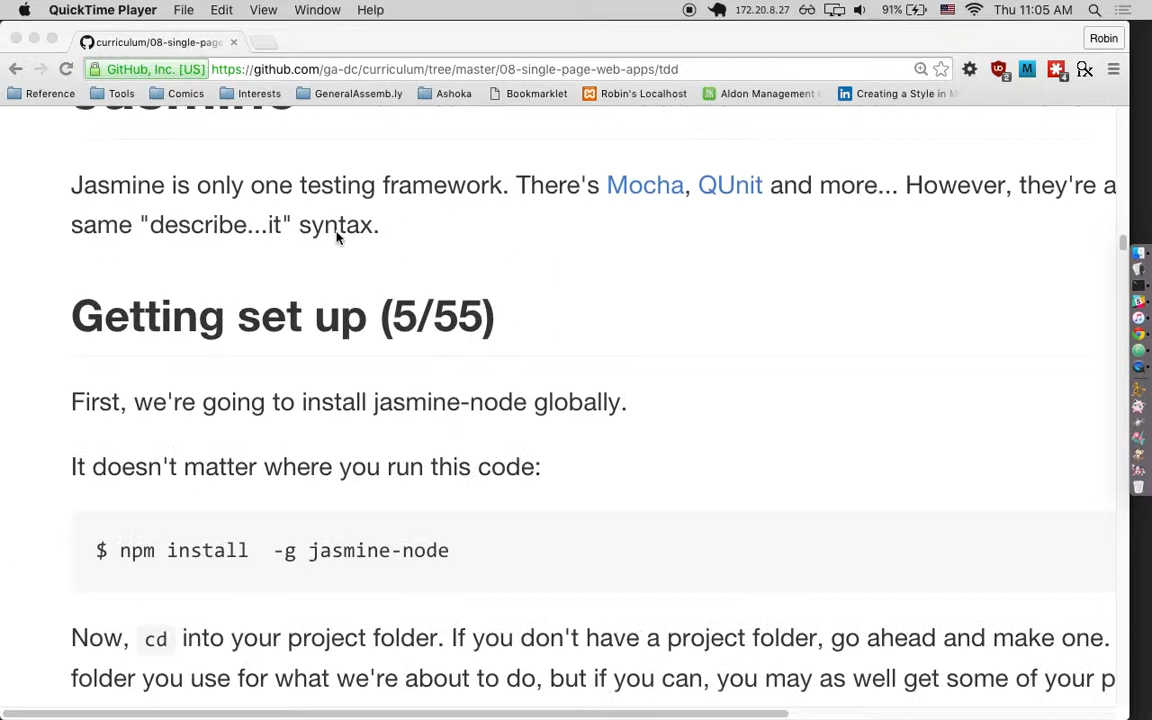 QuickTime Player File Edit View Window Help 172.20.8.27 91% Thu 11:05 AM
curriculum/08-single-page Robin
GitHub, Inc. [US] https://github.com/ga-dc/curriculum/tree/master/08-single-page-web-apps/tdd
Reference Tools Comics Interests GeneralAssemb.ly Ashoka Bookmarklet Robin's Localhost Aldon Management Creating a Style in M
Jasmine is only one testing framework. There's Mocha, QUnit and more... However, they're a
same "describe...it" syntax.
Getting set up (5/55)
First, we're going to install jasmine-node globally.
It doesn't matter where you run this code:
$ npm install -g jasmine-node
Now, cd into your project folder. If you don't have a project folder, go ahead and make one.
folder you use for what we're about to do, but if you can, you may as well get some of your p